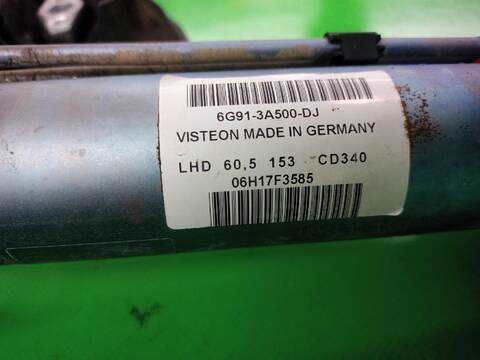 6G91-3A500-DJ
VISTEON MADE IN GERMANY
LHD 60,5 153 CD340
06H17F3585